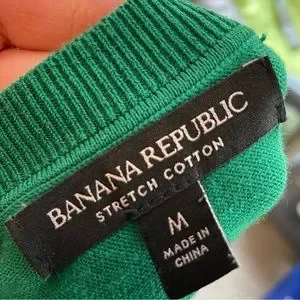 BANANA REPUBLIC
STRETCH COTTON
M
MADE IN
CHINA